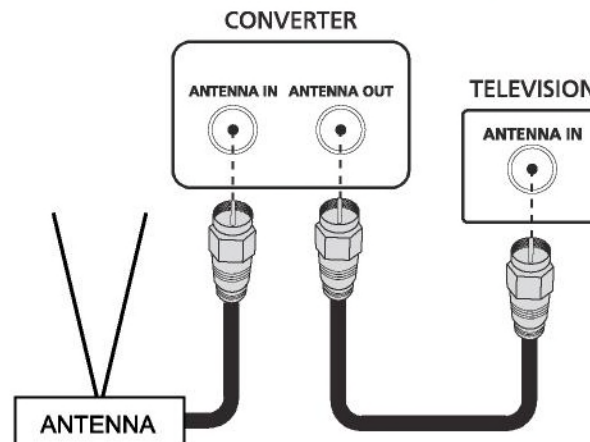 CONVERTER
ANTENNA IN ANTENNA OUT
TELEVISION
ANTENNA IN
ANTENNA